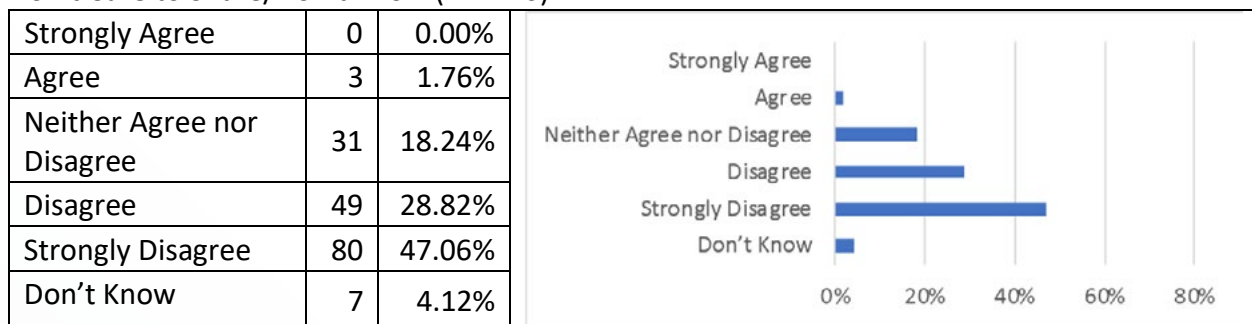 Strongly Agree 0 0.00%
Agree 3 1.76%
Neither Agree nor
Disagree 31 18.24%
Disagree 49 28.82%
Strongly Disagree 80 47.06%
Don't Know 7 4.12%
Strongly Agree
Agree
Neither Agree nor Disagree
Disagree
Strongly Disagree
Don't Know
0% 20% 40% 60% 80%